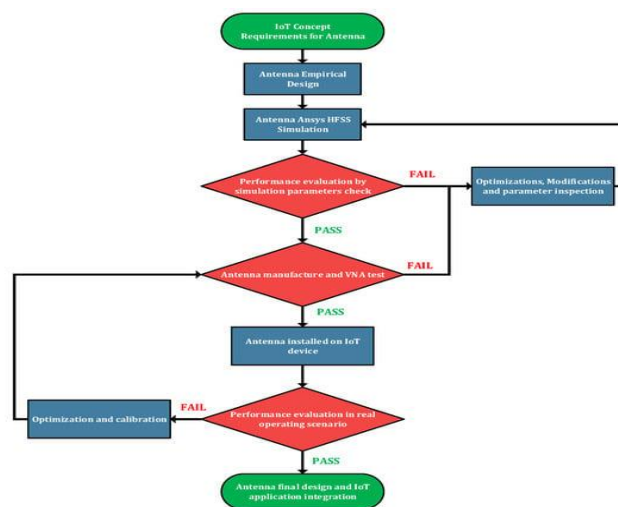 IoT Concept
Requirements for Antenna
Antenna Empirical
Design
Antenna Ansys HFSS
Simulation
Performance evaluation by
simulation parameters check
FAIL
Optimizations, Modifications
and parameter inspection
PASS
Antenna manufacture and VNA test
FAIL
PASS
Antenna installed on IoT
device
Performance evaluation in real
operating scenario
FAIL
Optimization and calibration
PASS
Antenna final design and IoT
application integration